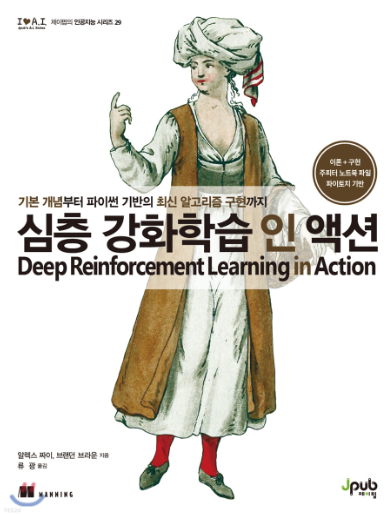 I ♥ A.I.
제이펍의 인공지능 시리즈 29
이론 + 구현
주피터 노트북 파일
파이토치 기반
기본 개념부터 파이썬 기반의 최신 알고리즘 구현까지
심층 강화학습 인 액션
Deep Reinforcement Learning in Action
알렉스 짜이, 브랜던 브라운 지음
류 광 옮김
MANNING
Jpub
제이펍